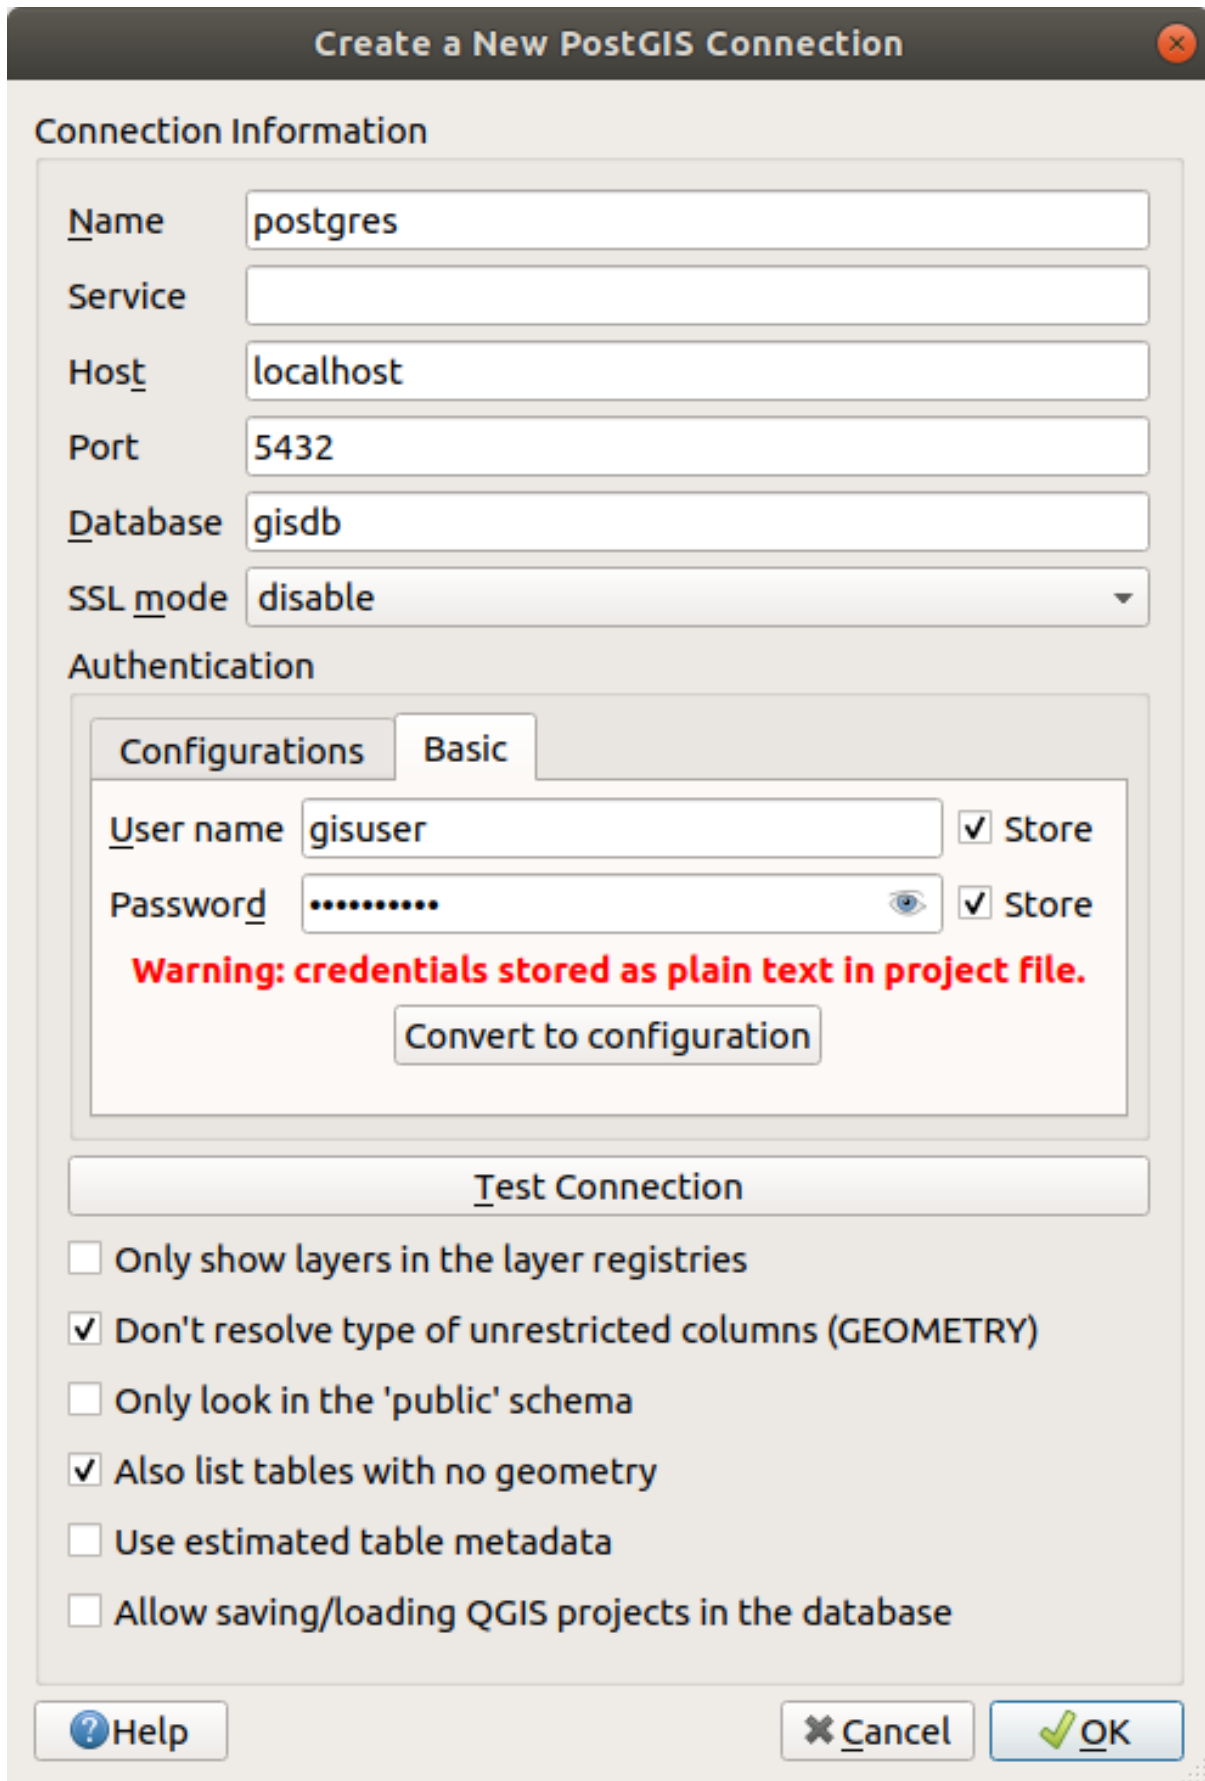 Create a New PostGIS Connection
Connection Information
Name postgres
Service
Host localhost
Port 5432
Database gisdb
SSL mode disable
Authentication
Configurations Basic
User name gisuser Store
Password •••••••••• Store
Warning: credentials stored as plain text in project file.
Convert to configuration
Test Connection
Only show layers in the layer registries
Don't resolve type of unrestricted columns (GEOMETRY)
Only look in the 'public' schema
Also list tables with no geometry
Use estimated table metadata
Allow saving/loading QGIS projects in the database
Help Cancel OK